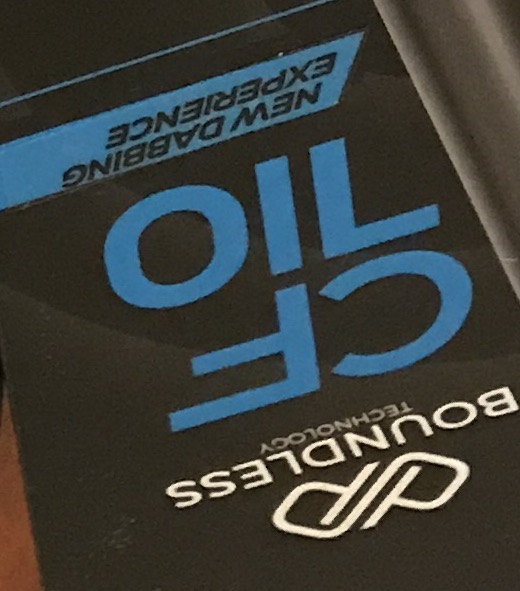 BOUNDLESS
TECHNOLOGY
CF
710
NEW DABBING
EXPERIENCE